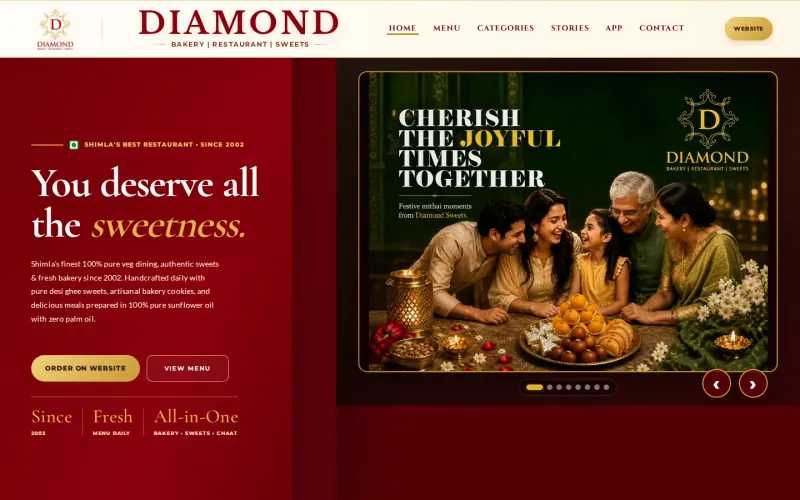 DIAMOND
DIAMOND
BAKERY | RESTAURANT | SWEETS
HOME
MENU
CATEGORIES
STORIES
APP
CONTACT
WEBSITE
SHIMLA'S BEST RESTAURANT • SINCE 2002
You deserve all
the sweetness.
Shimla's finest 100% pure veg dining, authentic sweets
& fresh bakery since 2002. Handcrafted daily with
pure desi ghee sweets, artisanal bakery cookies, and
delicious meals prepared in 100% pure sunflower oil
with zero palm oil.
ORDER ON WEBSITE
VIEW MENU
Since
2002
Fresh
MENU DAILY
All-in-One
BAKERY • SWEETS • CHAAT
CHERISH
THE JOYFUL
TIMES
TOGETHER
Festive mithai moments
from Diamond Sweets.
D
DIAMOND
BAKERY | RESTAURANT | SWEETS